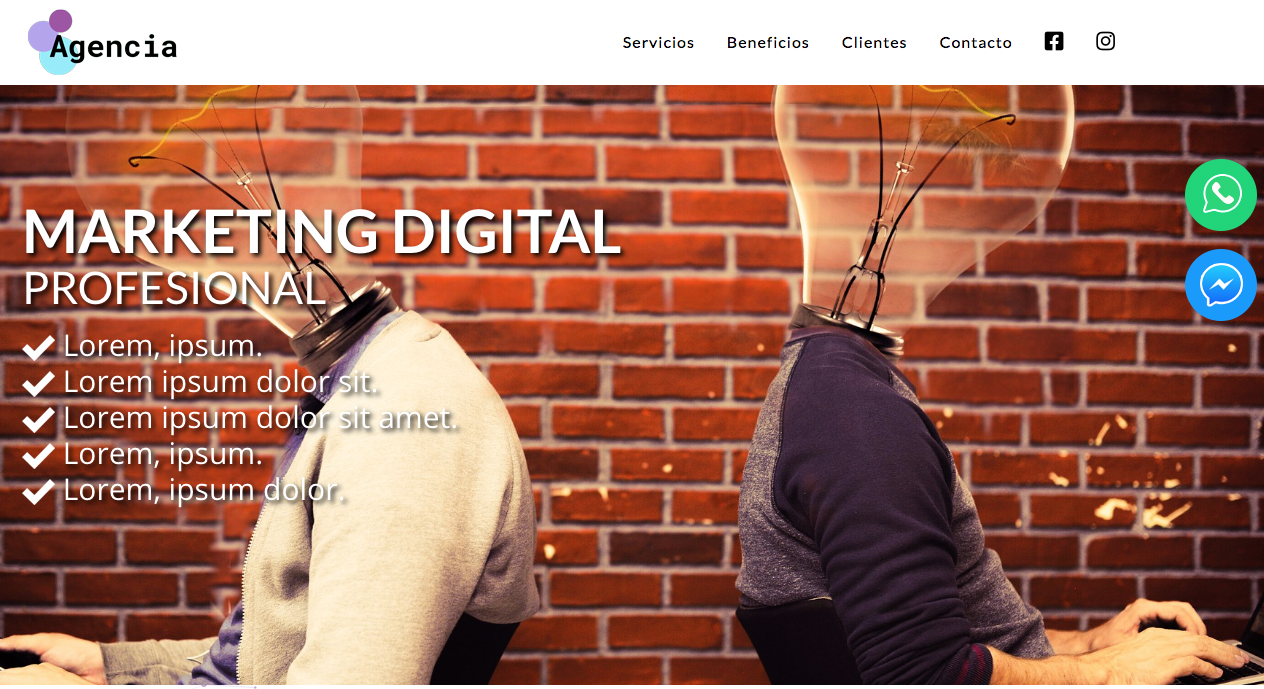 Agencia
Servicios Beneficios Clientes Contacto
MARKETING DIGITAL
PROFESIONAL
Lorem, ipsum.
Lorem ipsum dolor sit.
Lorem ipsum dolor sit amet.
Lorem, ipsum.
Lorem, ipsum dolor.